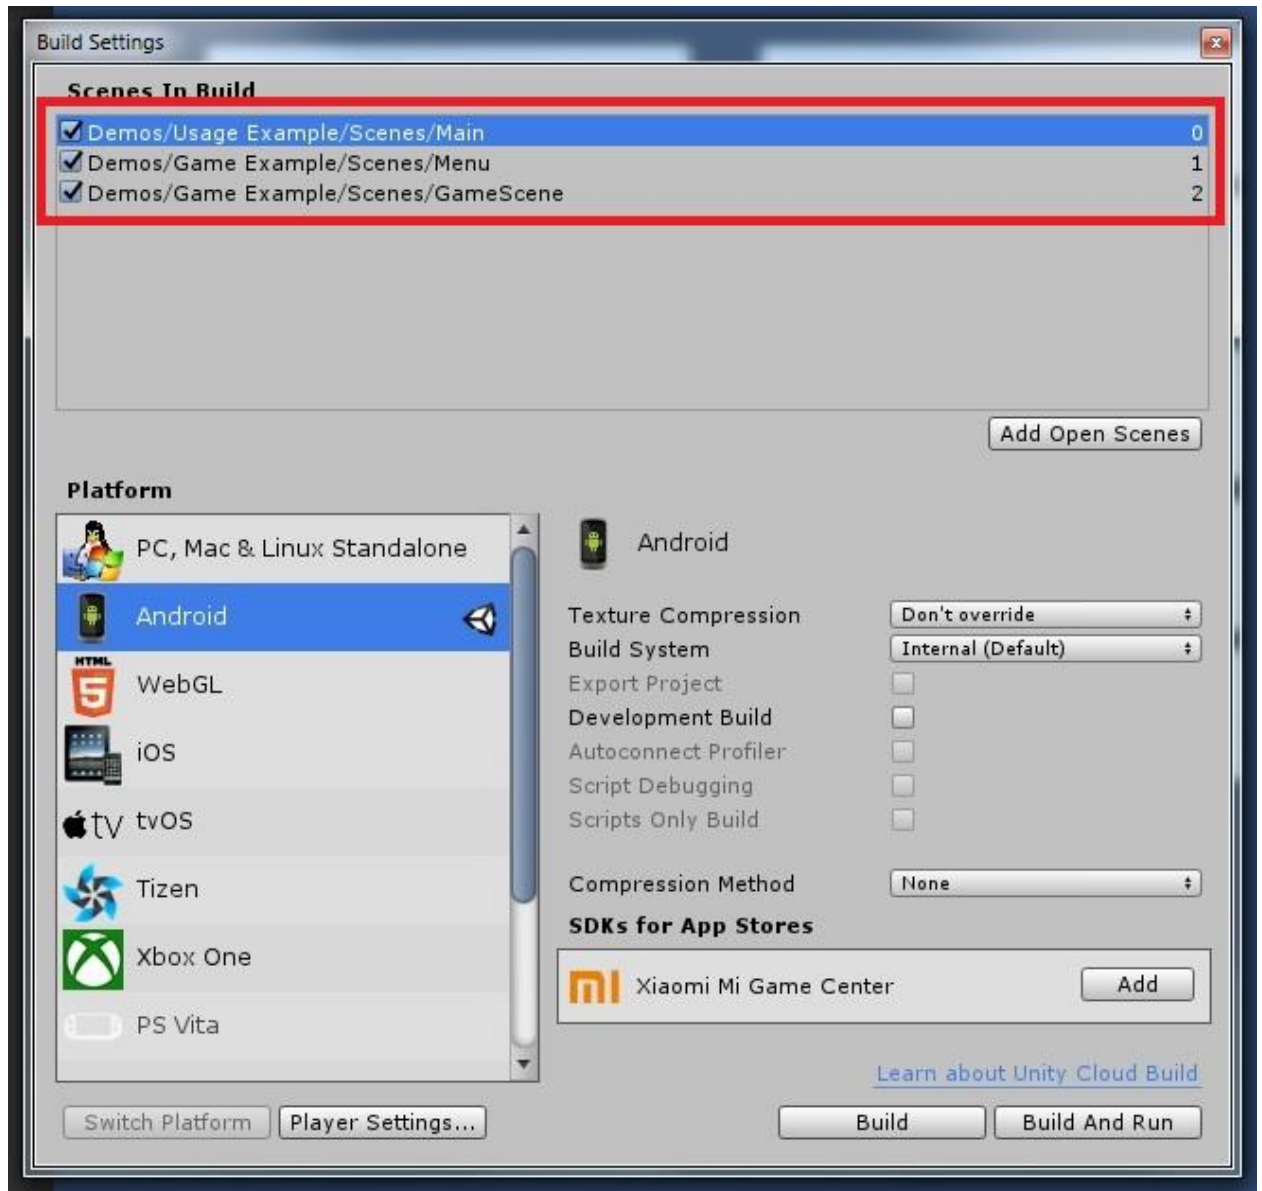 Build Settings
Scenes In Build
Demos/Usage Example/Scenes/Main 0
Demos/Game Example/Scenes/Menu 1
Demos/Game Example/Scenes/GameScene 2
Add Open Scenes
Platform
PC, Mac & Linux Standalone
Android
HTML
5
WebGL
iOS
tv tvOS
Tizen
Xbox One
PS Vita
Android
Texture Compression Don't override
Build System Internal (Default)
Export Project
Development Build
Autoconnect Profiler
Script Debugging
Scripts Only Build
Compression Method None
SDKs for App Stores
MI Xiaomi Mi Game Center Add
Learn about Unity Cloud Build
Switch Platform Player Settings... Build Build And Run